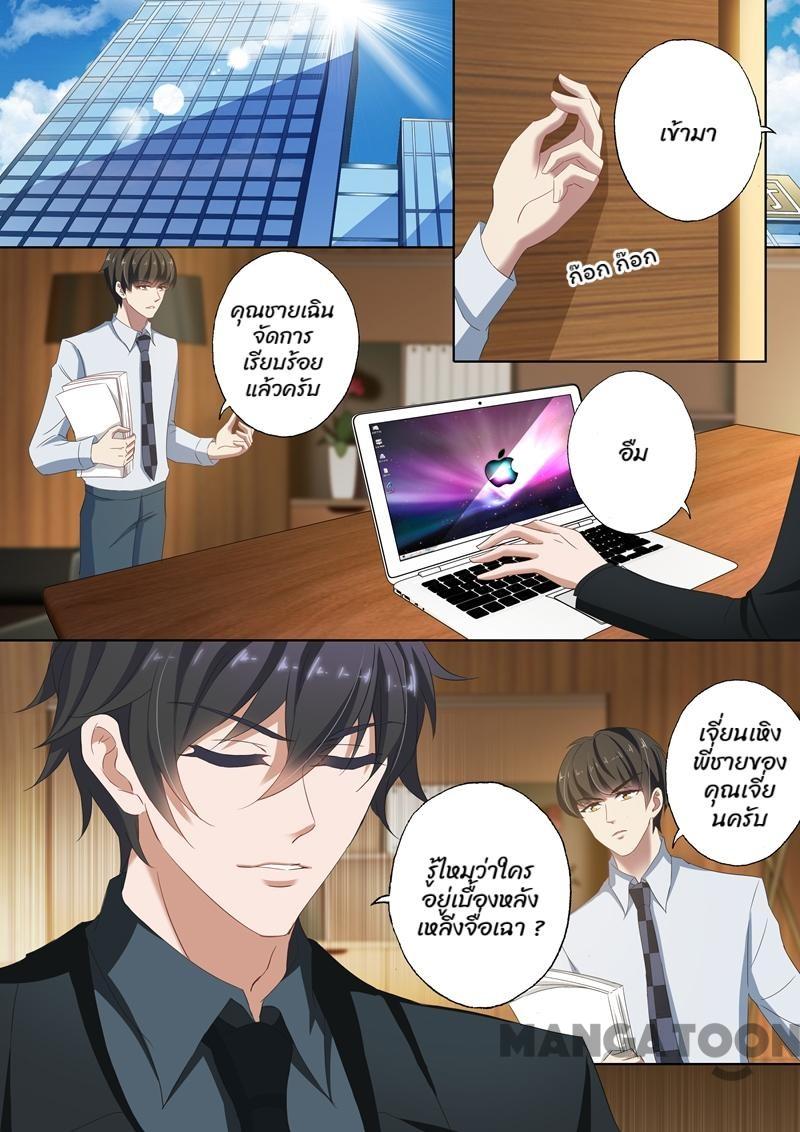 เข้ามา
ก๊อก ก๊อก
คุณชายเฉิน
จัดการ
เรียบร้อย
แล้วครับ
อืม
รู้ไหมว่าใคร
อยู่เบื้องหลัง
เหลิ่งจื่อเฉา ?
เจี่ยนเหิง
พี่ชายของ
คุณเจี่ย
นครับ
MANGATOON